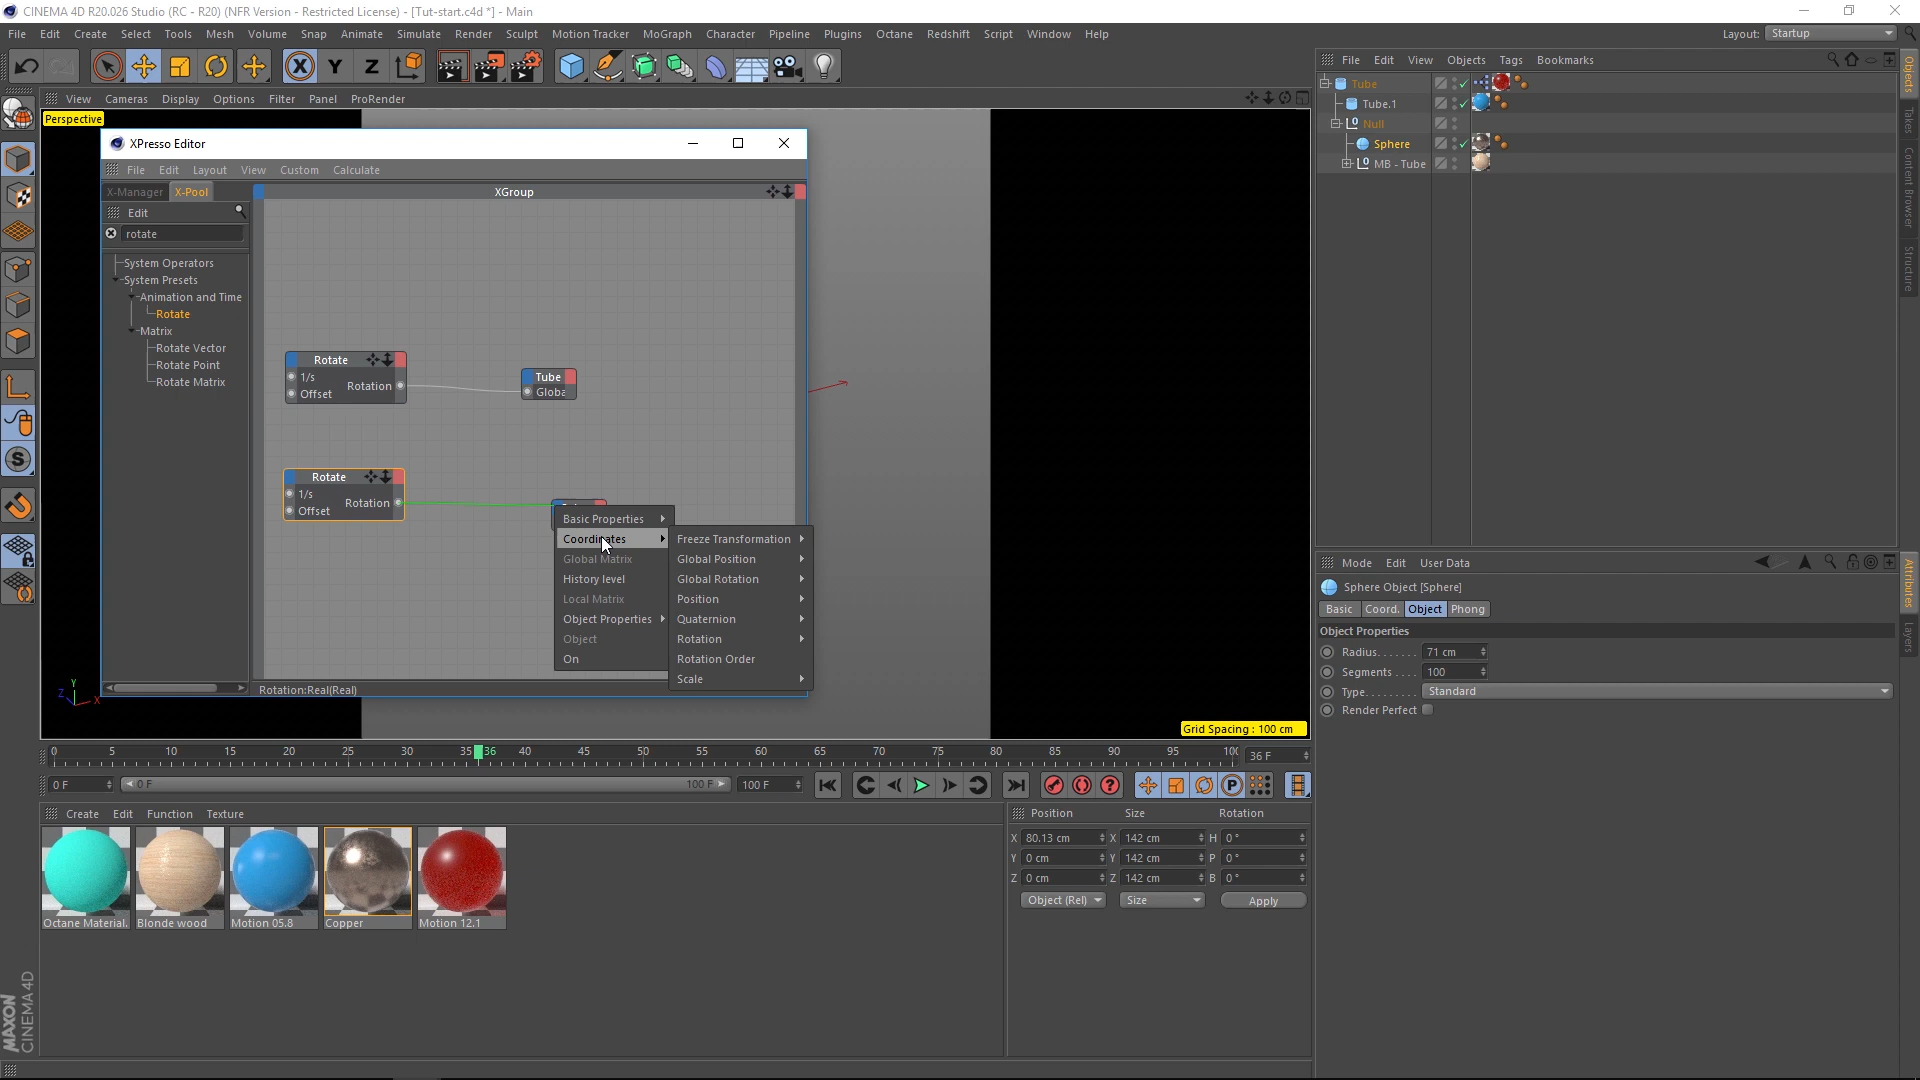 CINEMA 4D R20.026 Studio (RC - R20) (NFR Version - Restricted License) - [Tut-start.c4d *] - Main
File Edit Create Select Tools Mesh Volume Snap Animate Simulate Render Sculpt Motion Tracker MoGraph Character Pipeline Plugins Octane Redshift Script Window Help
Layout: Startup
X Y Z
File Edit View Objects Tags Bookmarks
View Cameras Display Options Filter Panel ProRender
Perspective
Tube
Tube.1
Null
Sphere
MB - Tube
Objects
Takes
Content Browser
Structure
XPresso Editor
File Edit Layout View Custom Calculate
X-Manager X-Pool
XGroup
Edit
rotate
System Operators
System Presets
Animation and Time
Rotate
Matrix
Rotate Vector
Rotate Point
Rotate Matrix
Rotate
1/s
Rotation
Offset
Tube
Globa
Rotate
1/s
Rotation
Offset
Basic Properties
Coordinates
Global Matrix
History level
Local Matrix
Object Properties
Object
On
Freeze Transformation
Global Position
Global Rotation
Position
Quaternion
Rotation
Rotation Order
Scale
Rotation:Real(Real)
Y
Z X
Grid Spacing : 100 cm
Mode Edit User Data
Sphere Object [Sphere]
Basic Coord. Object Phong
Object Properties
Radius....... 71 cm
Segments.... 100
Type......... Standard
Render Perfect
Attributes
Layers
0 5 10 15 20 25 30 35 36 40 45 50 55 60 65 70 75 80 85 90 95 100
36 F
0 F 0 F 100 F 100 F
P
Create Edit Function Texture
Octane Material. Blonde wood Motion 05.8 Copper Motion 12.1
Position Size Rotation
X 80.13 cm X 142 cm H 0 °
Y 0 cm Y 142 cm P 0 °
Z 0 cm Z 142 cm B 0 °
Object (Rel) Size Apply
MAXON
CINEMA 4D